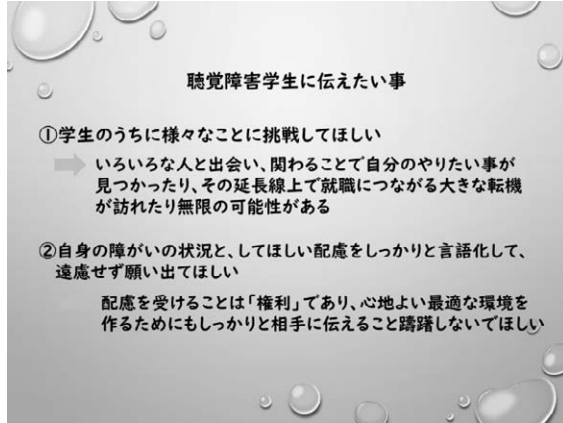 聴覚障害学生に伝えたい事
①学生のうちに様々なことに挑戦してほしい
いろいろな人と出会い、関わることで自分のやりたい事が
見つかったり、その延長線上で就職につながる大きな転機
が訪れたり無限の可能性がある
②自身の障がいの状況と、してほしい配慮をしっかりと言語化して、
遠慮せず願い出てほしい
配慮を受けることは「権利」であり、心地よい最適な環境を
作るためにもしっかりと相手に伝えること躊躇しないでほしい